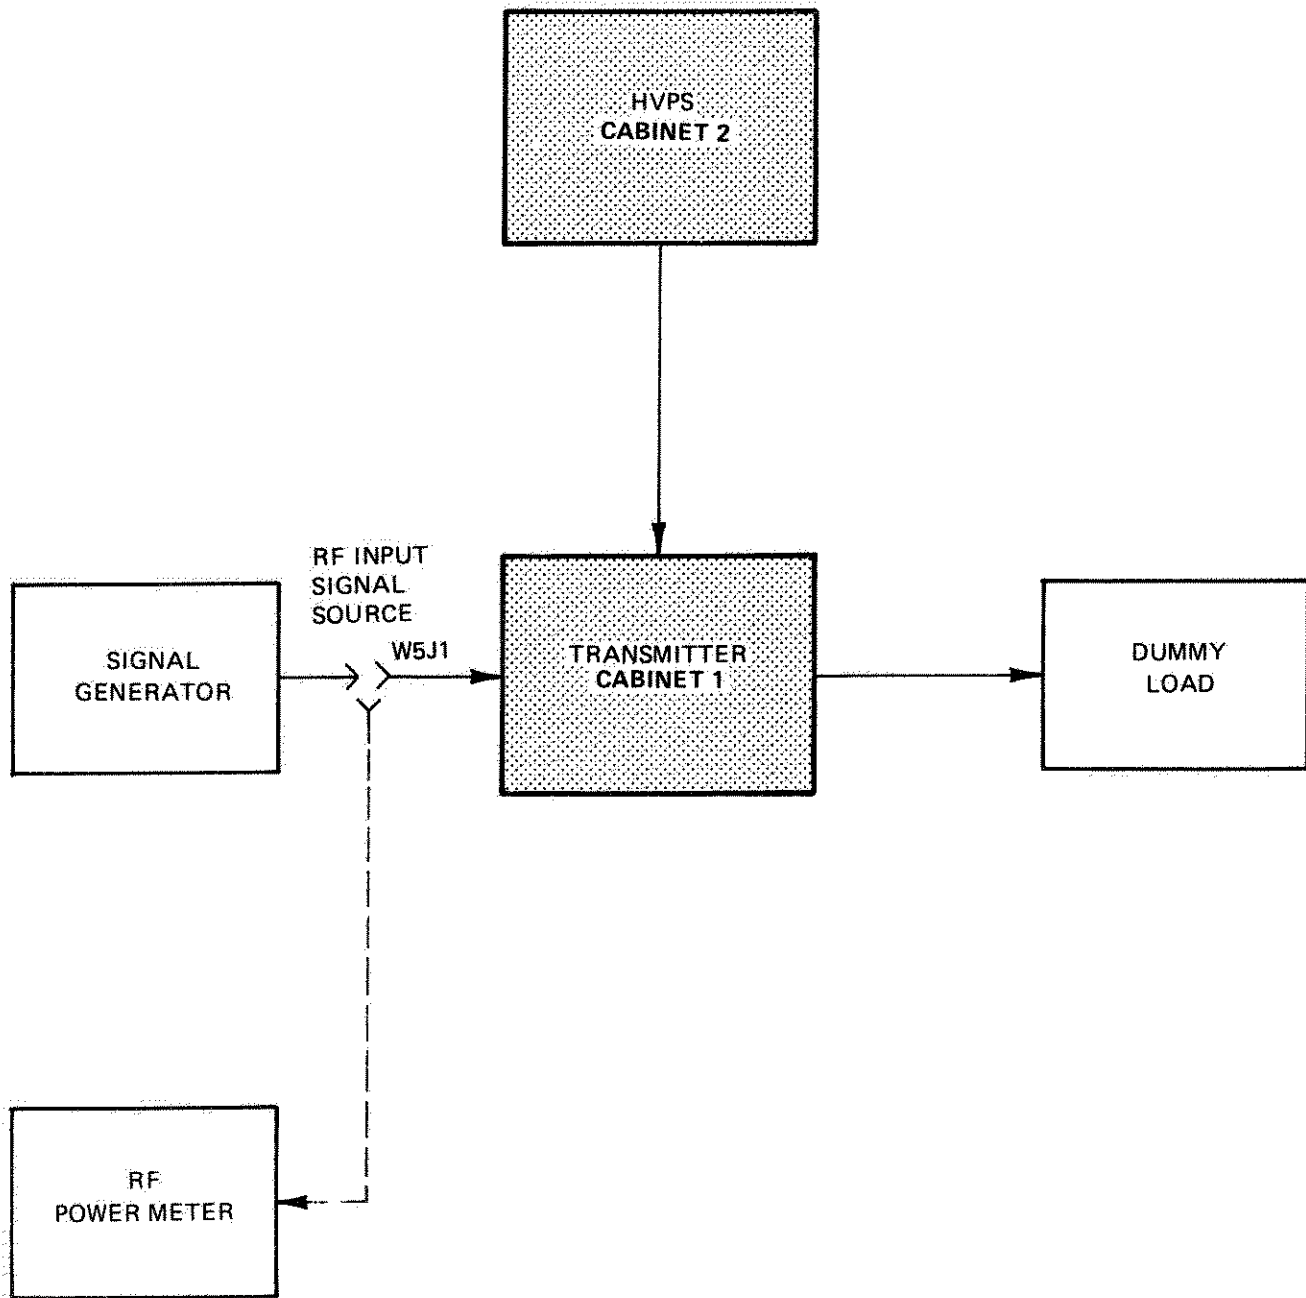 HVPS
CABINET 2
RF INPUT
SIGNAL
SOURCE
W5J1
SIGNAL
GENERATOR
TRANSMITTER
CABINET 1
DUMMY
LOAD
RF
POWER METER